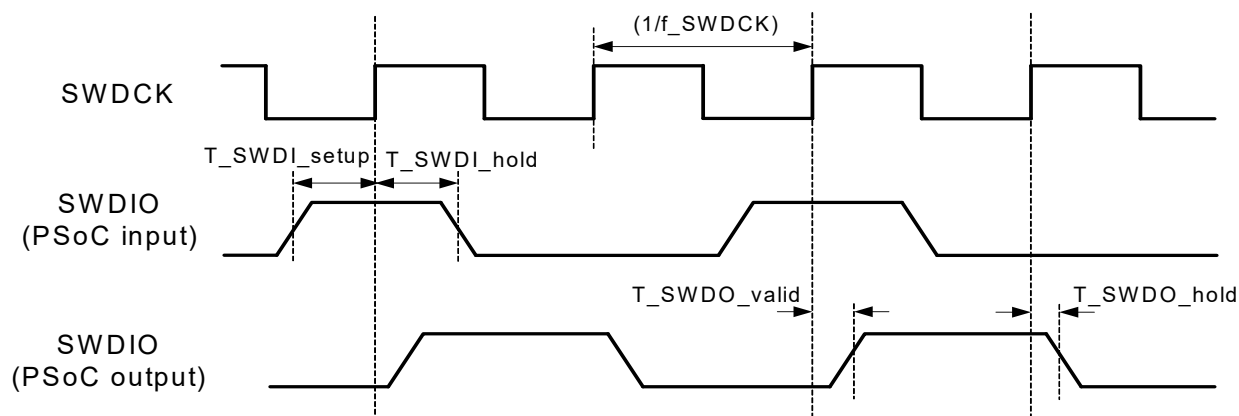 (1/f_SWDCK)
SWDCK
T_SWDI_setup
T_SWDI_hold
SWDIO
(PSoC input)
T_SWDO_valid
T_SWDO_hold
SWDIO
(PSoC output)